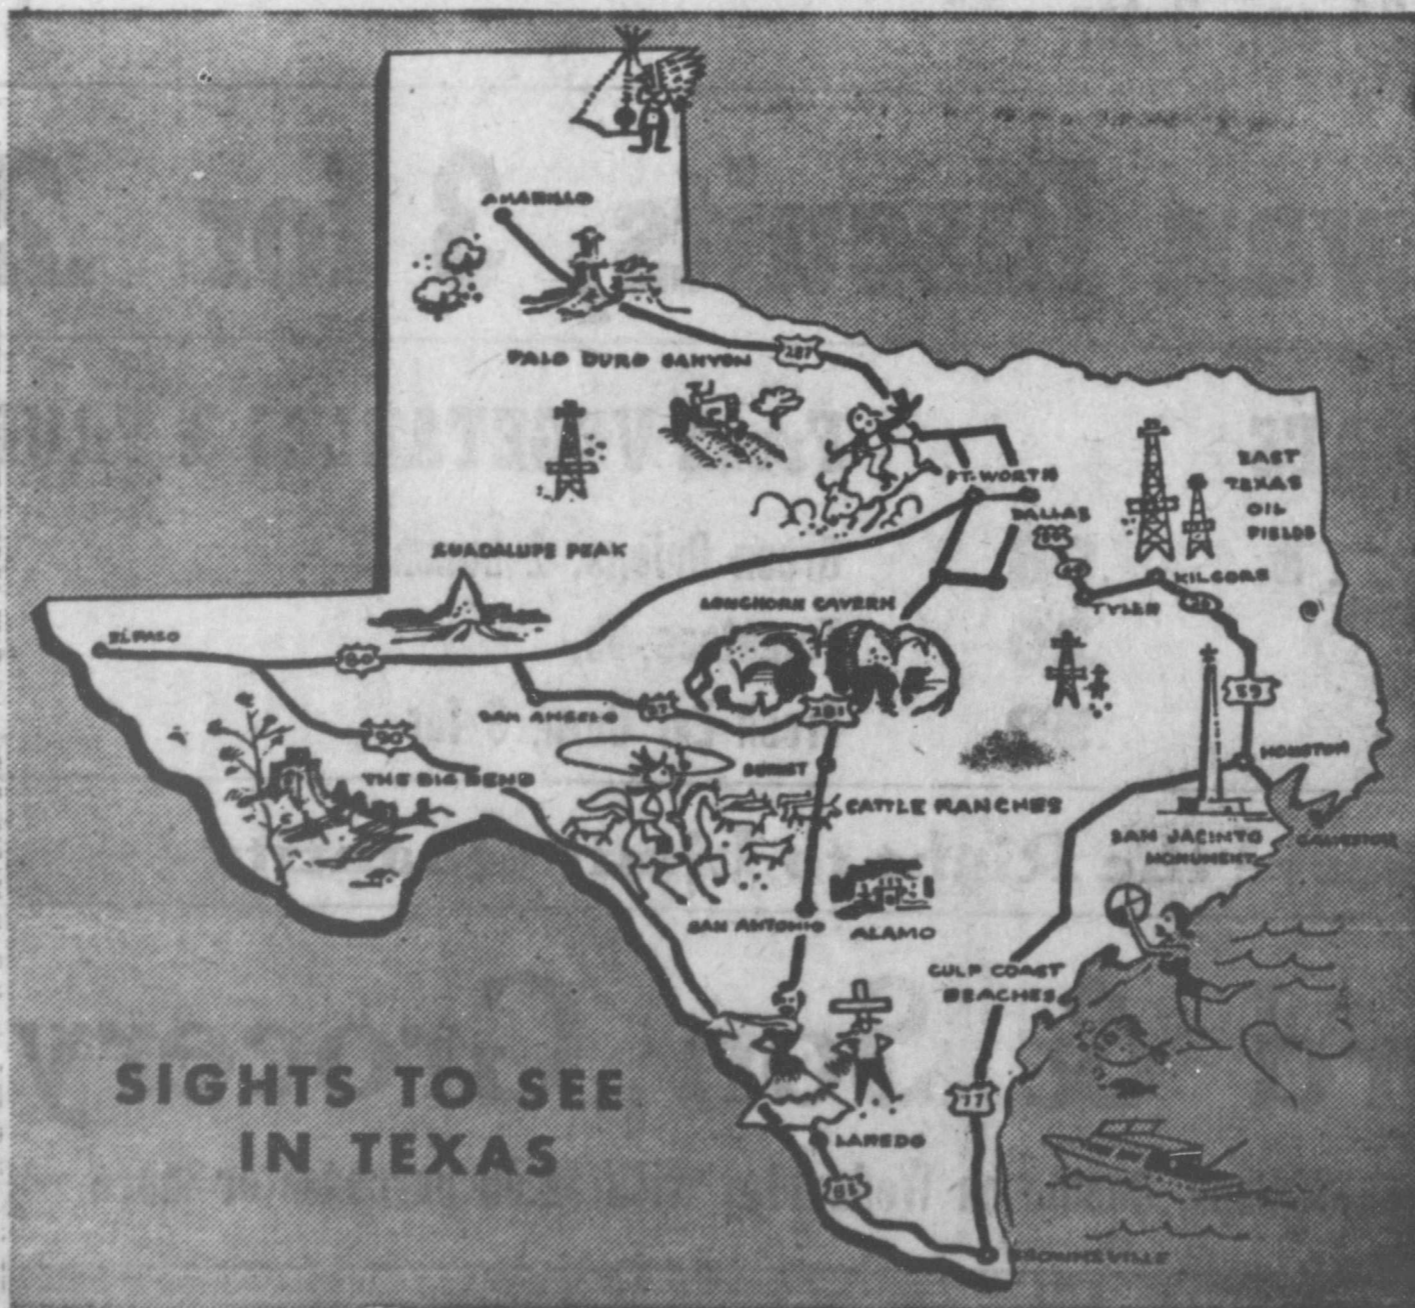 AMARILLO
PALO DURO CANYON
287
FT. WORTH
DALLAS
EAST
TEXAS
OIL
FIELDS
GUADALUPE PEAK
KILGORE
TYLER
LONGHORN CAVERN
EL PASO
80
59
SAN ANGELO
281
90
THE BIG BEND
BURNET
HOUSTON
CATTLE RANCHES
SAN JACINTO
MONUMENT
GALVESTON
SAN ANTONIO
ALAMO
GULF COAST
BEACHES
77
LAREDO
BROWNSVILLE
SIGHTS TO SEE
IN TEXAS